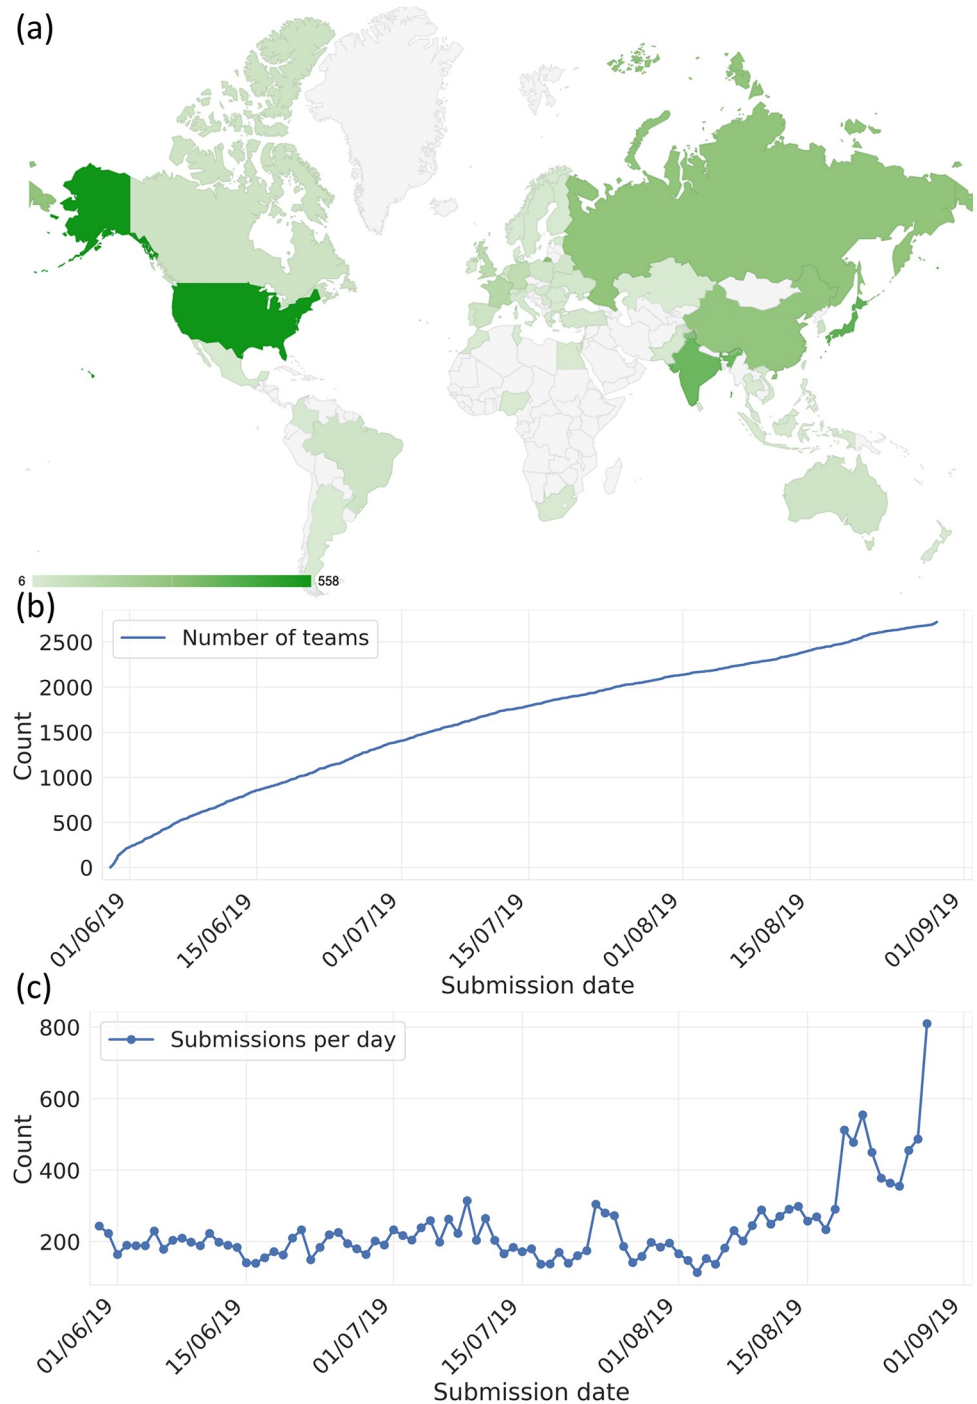 (a)
6 558
(b)
Number of teams
2500
2000
1500
1000
500
0
Count
01/06/19 15/06/19 01/07/19 15/07/19 01/08/19 15/08/19 01/09/19
Submission date
(c)
Submissions per day
800
600
400
200
Count
01/06/19 15/06/19 01/07/19 15/07/19 01/08/19 15/08/19 01/09/19
Submission date